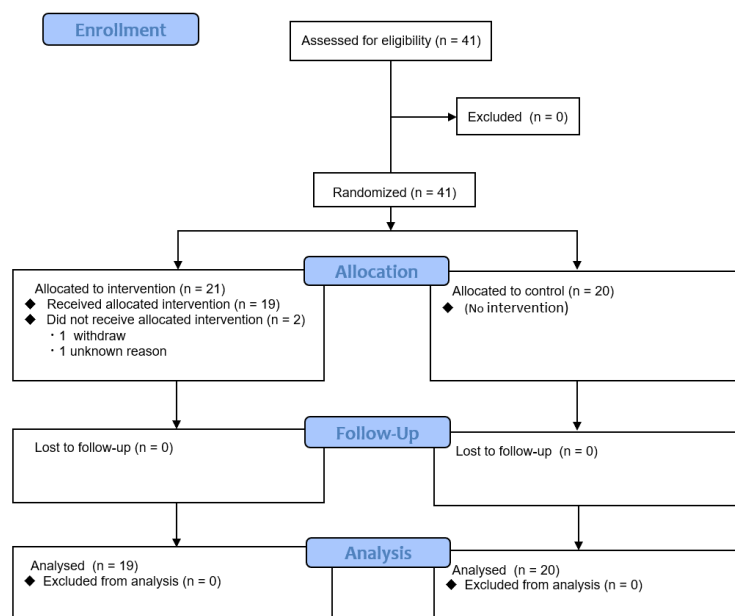 Enrollment
Assessed for eligibility (n = 41)
Excluded (n = 0)
Randomized (n = 41)
Allocation
Allocated to intervention (n = 21)
◆ Received allocated intervention (n = 19)
◆ Did not receive allocated intervention (n = 2)
・1 withdraw
・1 unknown reason
Allocated to control (n = 20)
◆ (No intervention)
Follow-Up
Lost to follow-up (n = 0)
Lost to follow-up (n = 0)
Analysis
Analysed (n = 19)
◆ Excluded from analysis (n = 0)
Analysed (n = 20)
◆ Excluded from analysis (n = 0)